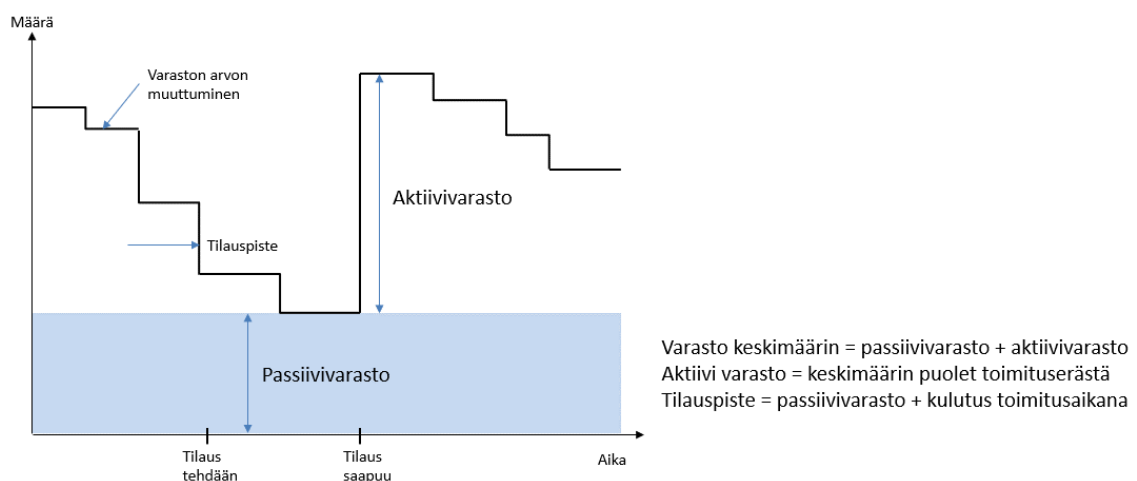 Määrä
Varaston arvon
muuttuminen
Aktiivivarasto
Tilauspiste
Passiivivarasto
Varasto keskimäärin = passiivivarasto + aktiivivarasto
Aktiivi varasto = keskimäärin puolet toimituserästä
Tilauspiste = passiivivarasto + kulutus toimitusaikana
Tilaus
tehdään
Tilaus
saapuu
Aika